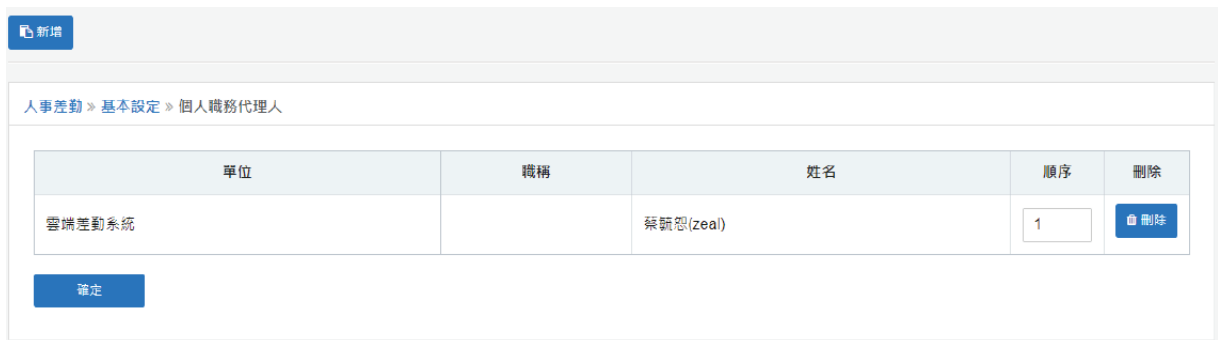 新增
人事差勤 » 基本設定 » 個人職務代理人
單位 職稱 姓名 順序 刪除
雲端差勤系統 蔡毓恕(zeal) 1 刪除
確定